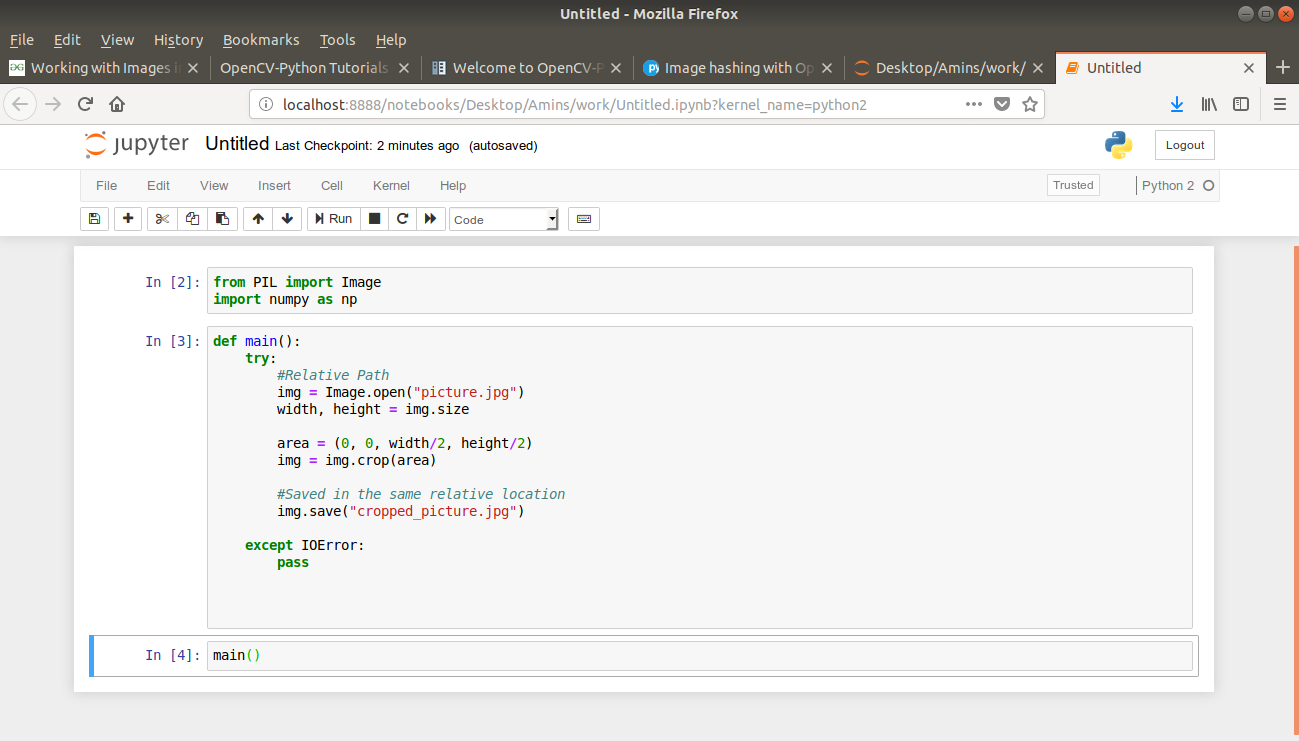 Untitled - Mozilla Firefox
File Edit View History Bookmarks Tools Help
Working with Images i
OpenCV-Python Tutorials
Welcome to OpenCV-P
Image hashing with Op
Desktop/Amins/work/
Untitled
localhost:8888/notebooks/Desktop/Amins/work/Untitled.ipynb?kernel_name=python2
jupyter Untitled Last Checkpoint: 2 minutes ago (autosaved)
Logout
File Edit View Insert Cell Kernel Help
Trusted
Python 2
Run
Code
In [2]: from PIL import Image
import numpy as np
In [3]: def main():
    try:
        #Relative Path
        img = Image.open("picture.jpg")
        width, height = img.size
        area = (0, 0, width/2, height/2)
        img = img.crop(area)
        #Saved in the same relative location
        img.save("cropped_picture.jpg")
    except IOError:
        pass
In [4]: main()